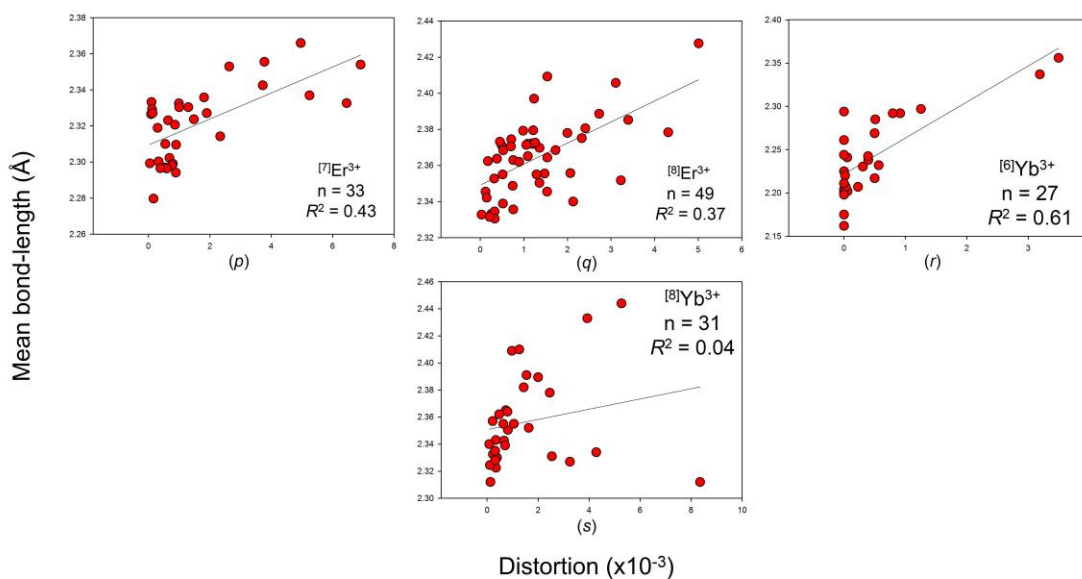 Mean bond-length (Å)
2.38
2.36
2.34
2.32
2.30
2.28
2.26
0 2 4 6 8
[7]Er3+
n = 33
R2 = 0.43
(p)
2.44
2.42
2.40
2.38
2.36
2.34
2.32
0 1 2 3 4 5 6
[8]Er3+
n = 49
R2 = 0.37
(q)
2.40
2.35
2.30
2.25
2.20
2.15
0 1 2 3
[6]Yb3+
n = 27
R2 = 0.61
(r)
2.46
2.44
2.42
2.40
2.38
2.36
2.34
2.32
2.30
0 2 4 6 8 10
[8]Yb3+
n = 31
R2 = 0.04
(s)
Distortion (x10-3)